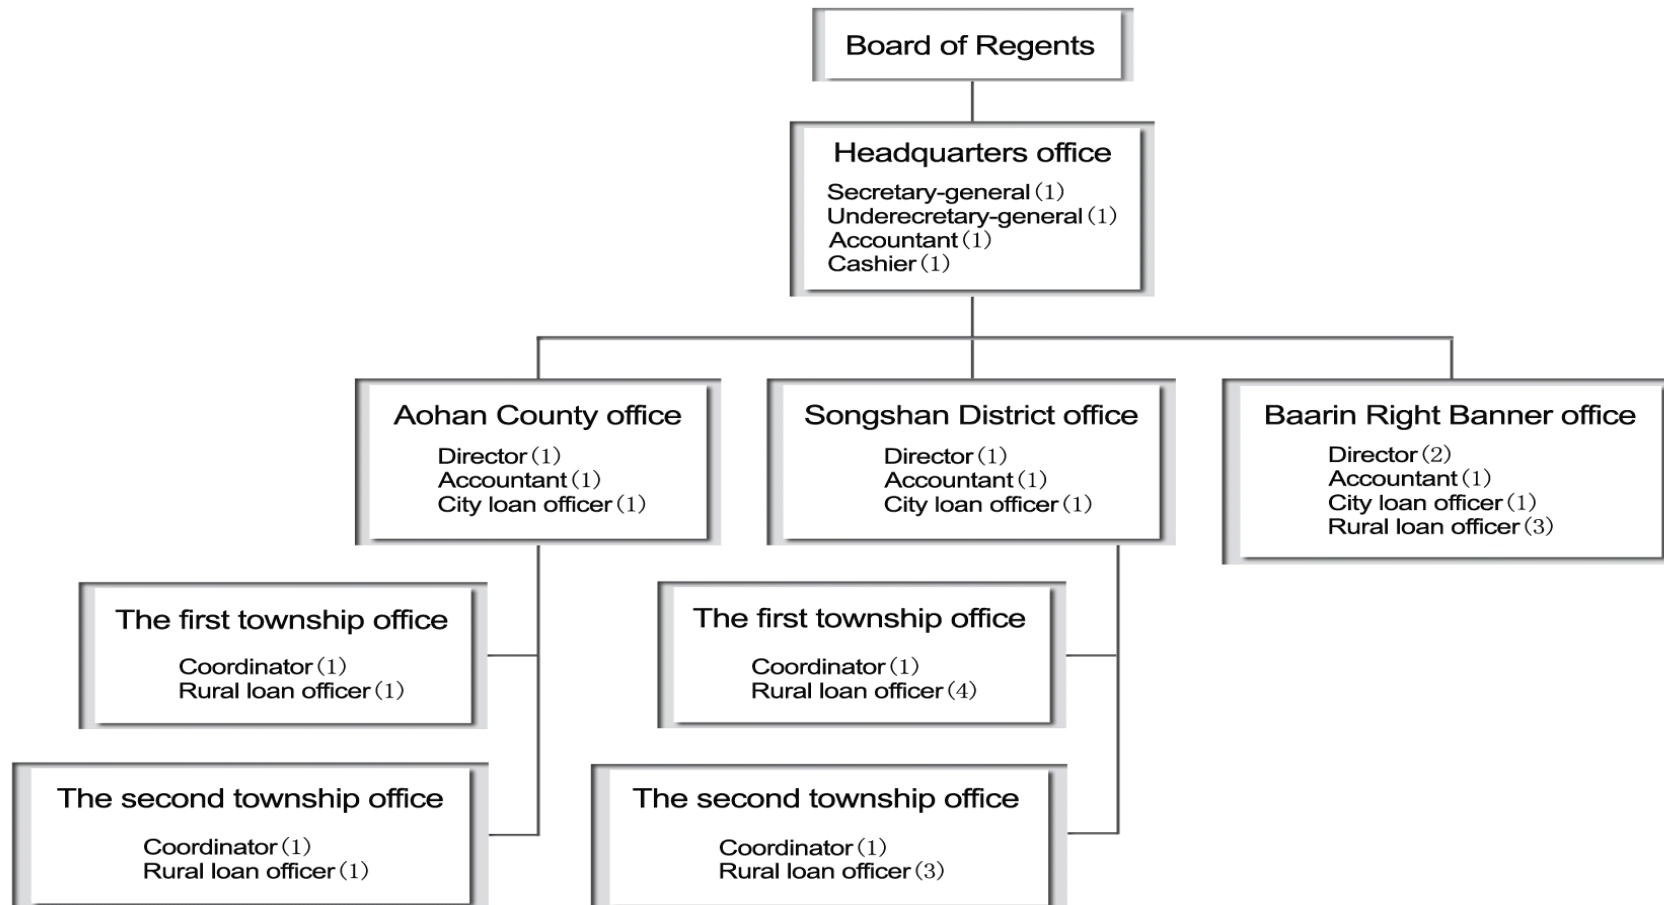 Board of Regents
Headquarters office
Secretary-general (1)
Underecretary-general (1)
Accountant (1)
Cashier (1)
Aohan County office
Director (1)
Accountant (1)
City loan officer (1)
Songshan District office
Director (1)
Accountant (1)
City loan officer (1)
Baarin Right Banner office
Director (2)
Accountant (1)
City loan officer (1)
Rural loan officer (3)
The first township office
Coordinator (1)
Rural loan officer (1)
The first township office
Coordinator (1)
Rural loan officer (4)
The second township office
Coordinator (1)
Rural loan officer (1)
The second township office
Coordinator (1)
Rural loan officer (3)